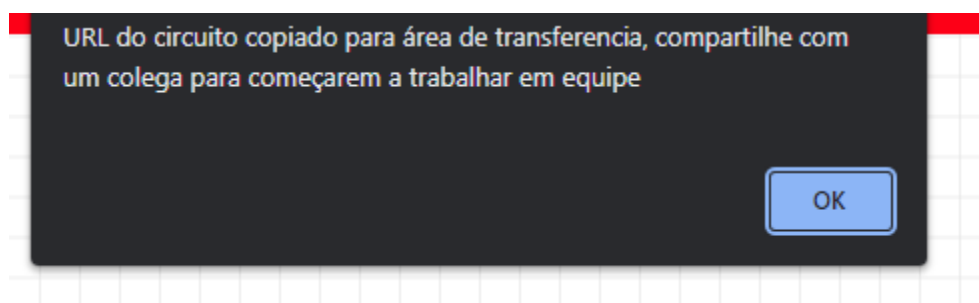 URL do circuito copiado para área de transferencia, compartilhe com
um colega para começarem a trabalhar em equipe
OK